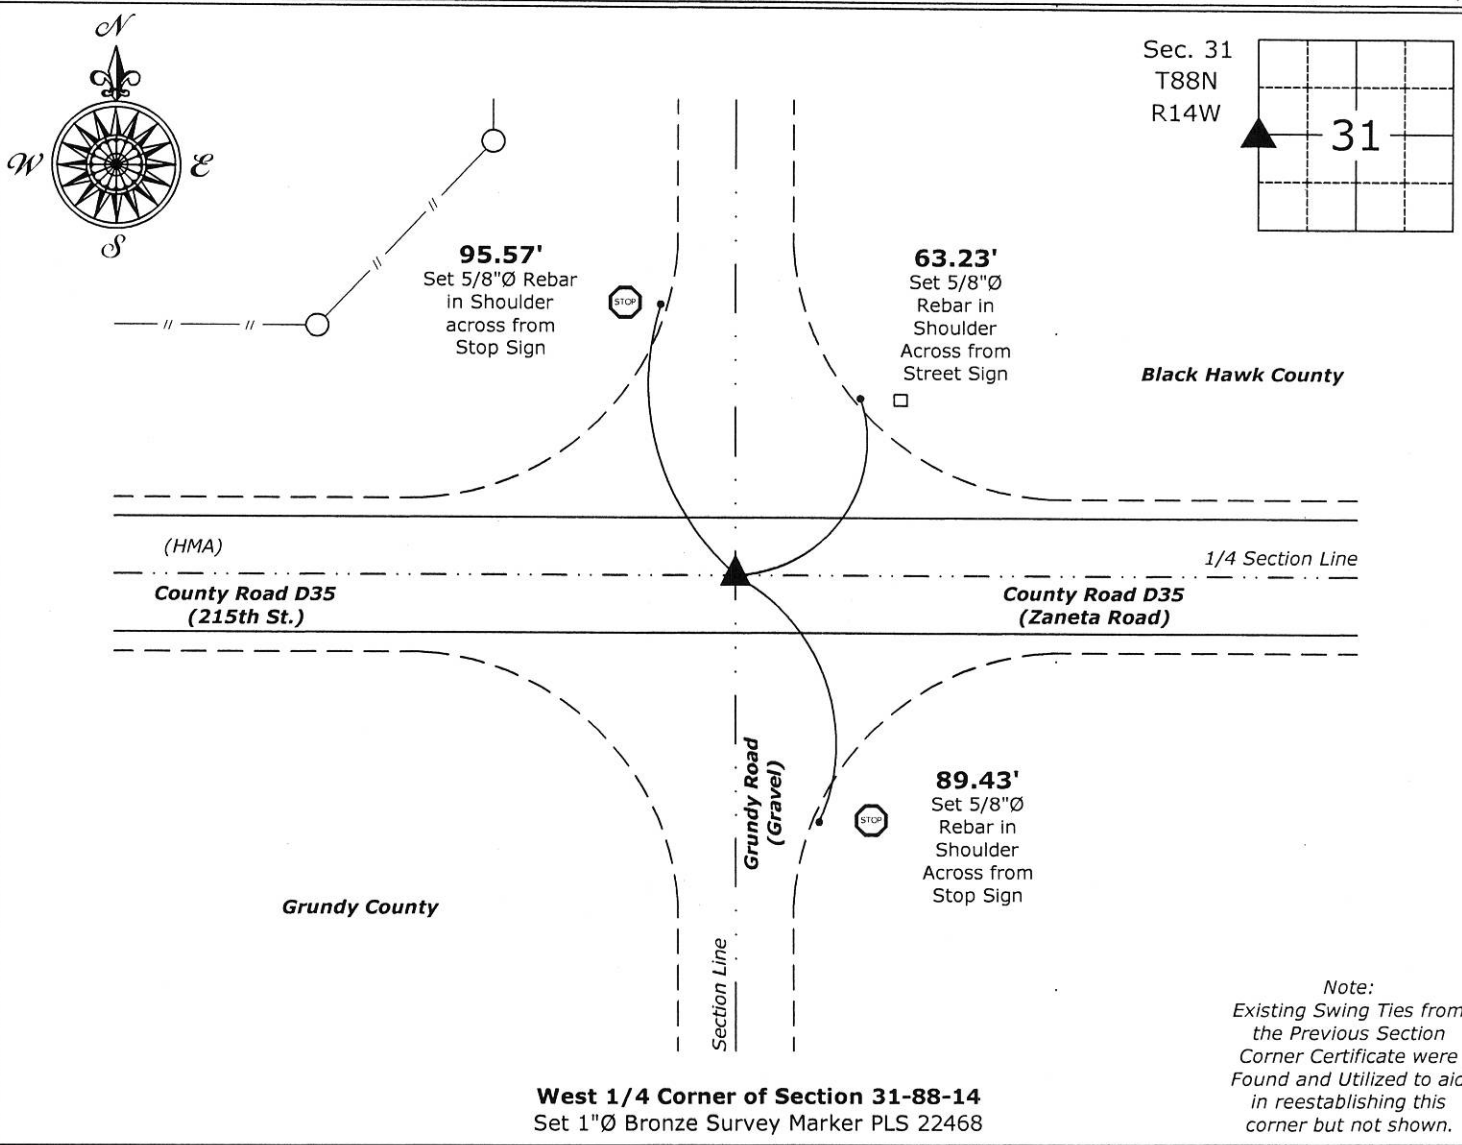 N
W
E
S
Sec. 31
T88N
R14W
31
95.57'
Set 5/8"Ø Rebar
in Shoulder
across from
Stop Sign
STOP
63.23'
Set 5/8"Ø
Rebar in
Shoulder
Across from
Street Sign
Black Hawk County
(HMA)
1/4 Section Line
County Road D35
(215th St.)
County Road D35
(Zaneta Road)
Grundy Road
(Gravel)
89.43'
Set 5/8"Ø
Rebar in
Shoulder
Across from
Stop Sign
STOP
Grundy County
Section Line
Note:
Existing Swing Ties from
the Previous Section
Corner Certificate were
Found and Utilized to aid
in reestablishing this
corner but not shown.
West 1/4 Corner of Section 31-88-14
Set 1"Ø Bronze Survey Marker PLS 22468